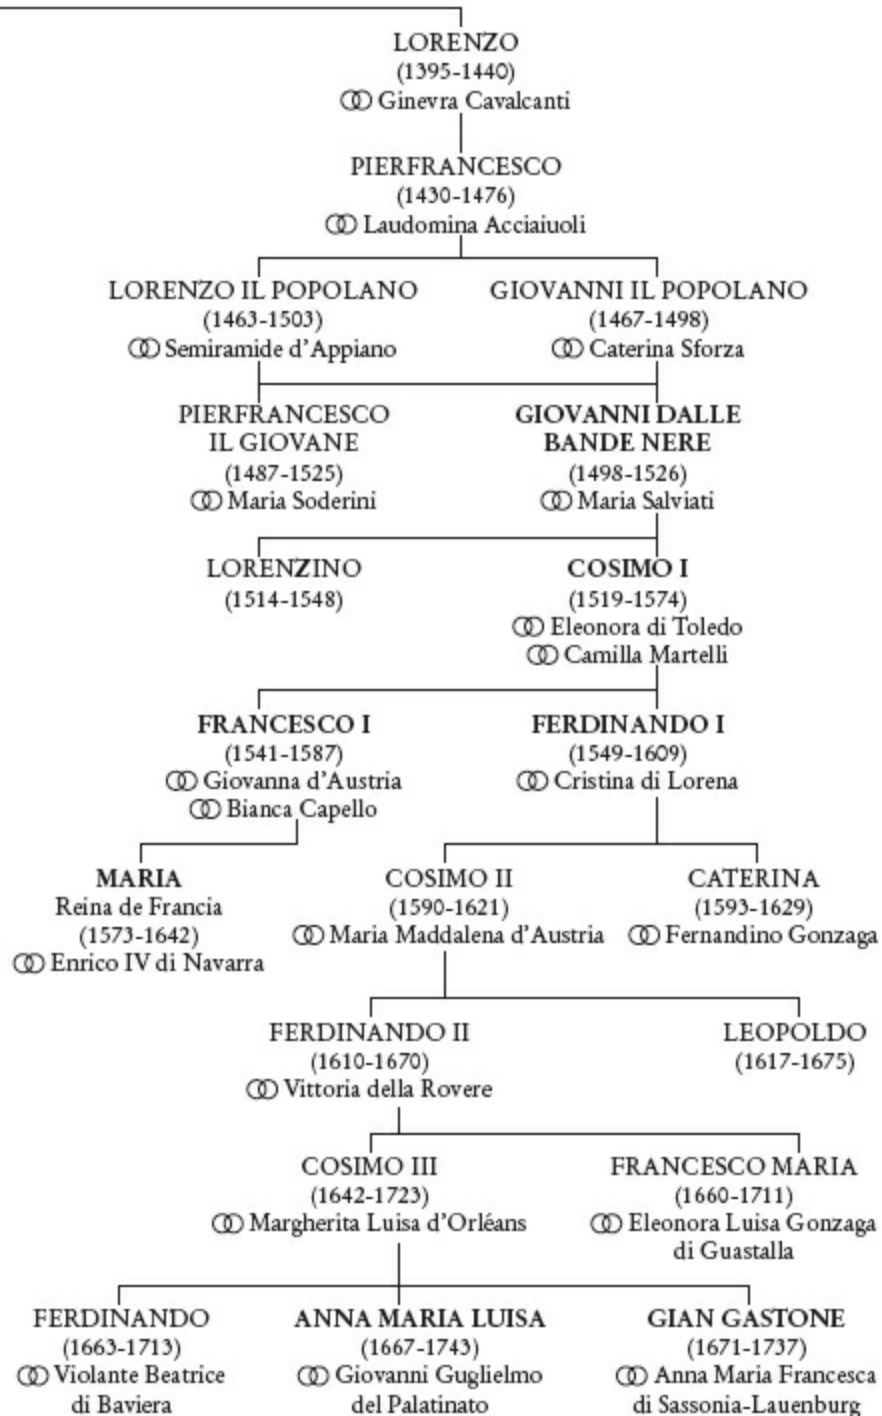 LORENZO
(1395-1440)
Ginevra Cavalcanti
PIERFRANCESCO
(1430-1476)
Laudomina Acciaiuoli
LORENZO IL POPOLANO
(1463-1503)
Semiramide d'Appiano
GIOVANNI IL POPOLANO
(1467-1498)
Caterina Sforza
PIERFRANCESCO
IL GIOVANE
(1487-1525)
Maria Soderini
GIOVANNI DALLE
BANDE NERE
(1498-1526)
Maria Salviati
LORENZINO
(1514-1548)
COSIMO I
(1519-1574)
Eleonora di Toledo
Camilla Martelli
FRANCESCO I
(1541-1587)
Giovanna d'Austria
Bianca Capello
FERDINANDO I
(1549-1609)
Cristina di Lorena
MARIA
Reina de Francia
(1573-1642)
Enrico IV di Navarra
COSIMO II
(1590-1621)
Maria Maddalena d'Austria
CATERINA
(1593-1629)
Fernandino Gonzaga
FERDINANDO II
(1610-1670)
Vittoria della Rovere
LEOPOLDO
(1617-1675)
COSIMO III
(1642-1723)
Margherita Luisa d'Orléans
FRANCESCO MARIA
(1660-1711)
Eleonora Luisa Gonzaga
di Guastalla
FERDINANDO
(1663-1713)
Violante Beatrice
di Baviera
ANNA MARIA LUISA
(1667-1743)
Giovanni Guglielmo
del Palatinato
GIAN GASTONE
(1671-1737)
Anna Maria Francesca
di Sassonia-Lauenburg